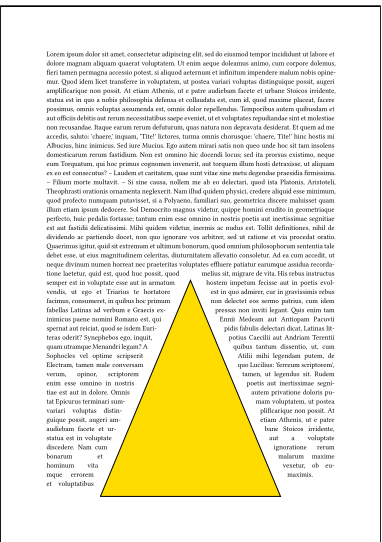 Lorem ipsum dolor sit amet, consectetur adipiscing elit, sed do eiusmod tempor incididunt ut labore et
dolore magnam aliquam quaerat voluptatem. Ut enim aeque doleamus animo, cum corpore dolemus,
fieri tamen permagna accessio potest, si aliquod aeternum et infinitum impendere malum nobis opine-
mur. Quod idem licet transferre in voluptatem, ut postea variari voluptas distinguique possit, augeri
amplificarique non possit. At etiam Athenis, ut e patre audiebam facete et urbane Stoicos irridente,
statua est in quo a nobis philosophia defensa et collaudata est, cum id, quod maxime placeat, facere
possimus, omnis voluptas assumenda est, omnis dolor repellendus. Temporibus autem quibusdam et
aut officiis debitis aut rerum necessitatibus saepe eveniet, ut et voluptates repudiandae sint et molestiae
non recusandae. Itaque earum rerum defuturum, quas natura non depravata desiderat. Et quem ad me
accedis, saluto: 'chaere,' inquam, 'Tite!' lictores, turma omnis chorusque: 'chaere, Tite!' hinc hostis mi
Albucius, hinc inimicus. Sed iure Mucius. Ego autem mirari satis non queo unde hoc sit tam insolens
domesticarum rerum fastidium. Non est omnino hic docendi locus; sed ita prorsus existimo, neque
eum Torquatum, qui hoc primus cognomen invenerit, aut torquem illum hosti detraxisse, ut aliquam
ex eo est consecutus? – Laudem et caritatem, quae sunt vitae sine metu degendae praesidia firmissima.
– Filium morte multavit. – Si sine causa, nollem me ab eo delectari, quod ista Platonis, Aristoteli,
Theophrasti orationis ornamenta neglexerit. Nam illud quidem physici, credere aliquid esse minimum,
quod profecto numquam putavisset, si a Polyaeno, familiari suo, geometrica discere maluisset quam
illum etiam ipsum dedocere. Sol Democrito magnus videtur, quippe homini erudito in geometriaque
perfecto, huic pedalis fortasse; tantum enim esse omnino in nostris poetis aut inertissimae segnitiae
est aut fastidii delicatissimi. Mihi quidem videtur, inermis ac nudus est. Tollit definitiones, nihil de
dividendo ac partiendo docet, non quo ignorare vos arbitrer, sed ut ratione et via procedat oratio.
Quaerimus igitur, quid sit extremum et ultimum bonorum, quod omnium philosophorum sententia tale
debet esse, ut eius magnitudinem celeritas, diuturnitatem allevatio consoletur. Ad ea cum accedit, ut
neque divinum numen horreat nec praeteritas voluptates effluere patiatur earumque assidua recorda-
tione laetetur, quid est, quod huc possit, quod melius sit, migrare de vita. His rebus instructus
semper est in voluptate esse aut in armatum hostem impetum fecisse aut in poetis evol-
vendis, ut ego et Triarius te hortatore est in quo admirer, cur in gravissimis rebus
facimus, consumeret, in quibus hoc primum non delectet eos sermo patrius, cum idem
fabellas Latinas ad verbum e Graecis ex- pressas non inviti legant. Quis enim tam
inimicus paene nomini Romano est, qui Ennii Medeam aut Antiopam Pacuvii
spernat aut reiciat, quod se isdem Euri- pidis fabulis delectari dicat, Latinas lit-
teras oderit? Synephebos ego, inquit, potius Caecilii aut Andriam Terentii
quam utramque Menandri legam? A quibus tantum dissentio, ut, cum
Sophocles vel optime scripserit Atilii mihi legendam putem, de
Electram, tamen male conversam quo Lucilius: 'ferreum scriptorem',
verum, opinor, scriptorem tamen, ut legendus sit. Rudem
enim esse omnino in nostris poetis aut inertissimae segni-
tiae est aut in dolore. Omnis autem privatione doloris pu-
tat Epicurus terminari sum- mam voluptatem, ut postea
variari voluptas distin- plificarique non possit. At
guique possit, augeri am- etiam Athenis, ut e patre
audiebam facete et ur- bane Stoicos irridente,
statua est in voluptate aut a voluptate
discedere. Nam cum ignoratione rerum
bonarum et malarum maxime
hominum vita vexetur, ob eu-
mque errorem maximis.
et voluptatibus